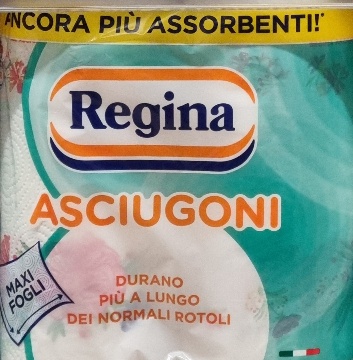 ANCORA PIÙ ASSORBENTI!*
Regina
ASCIUGONI
MAXI
FOGLI
DURANO
PIÙ A LUNGO
DEI NORMALI ROTOLI